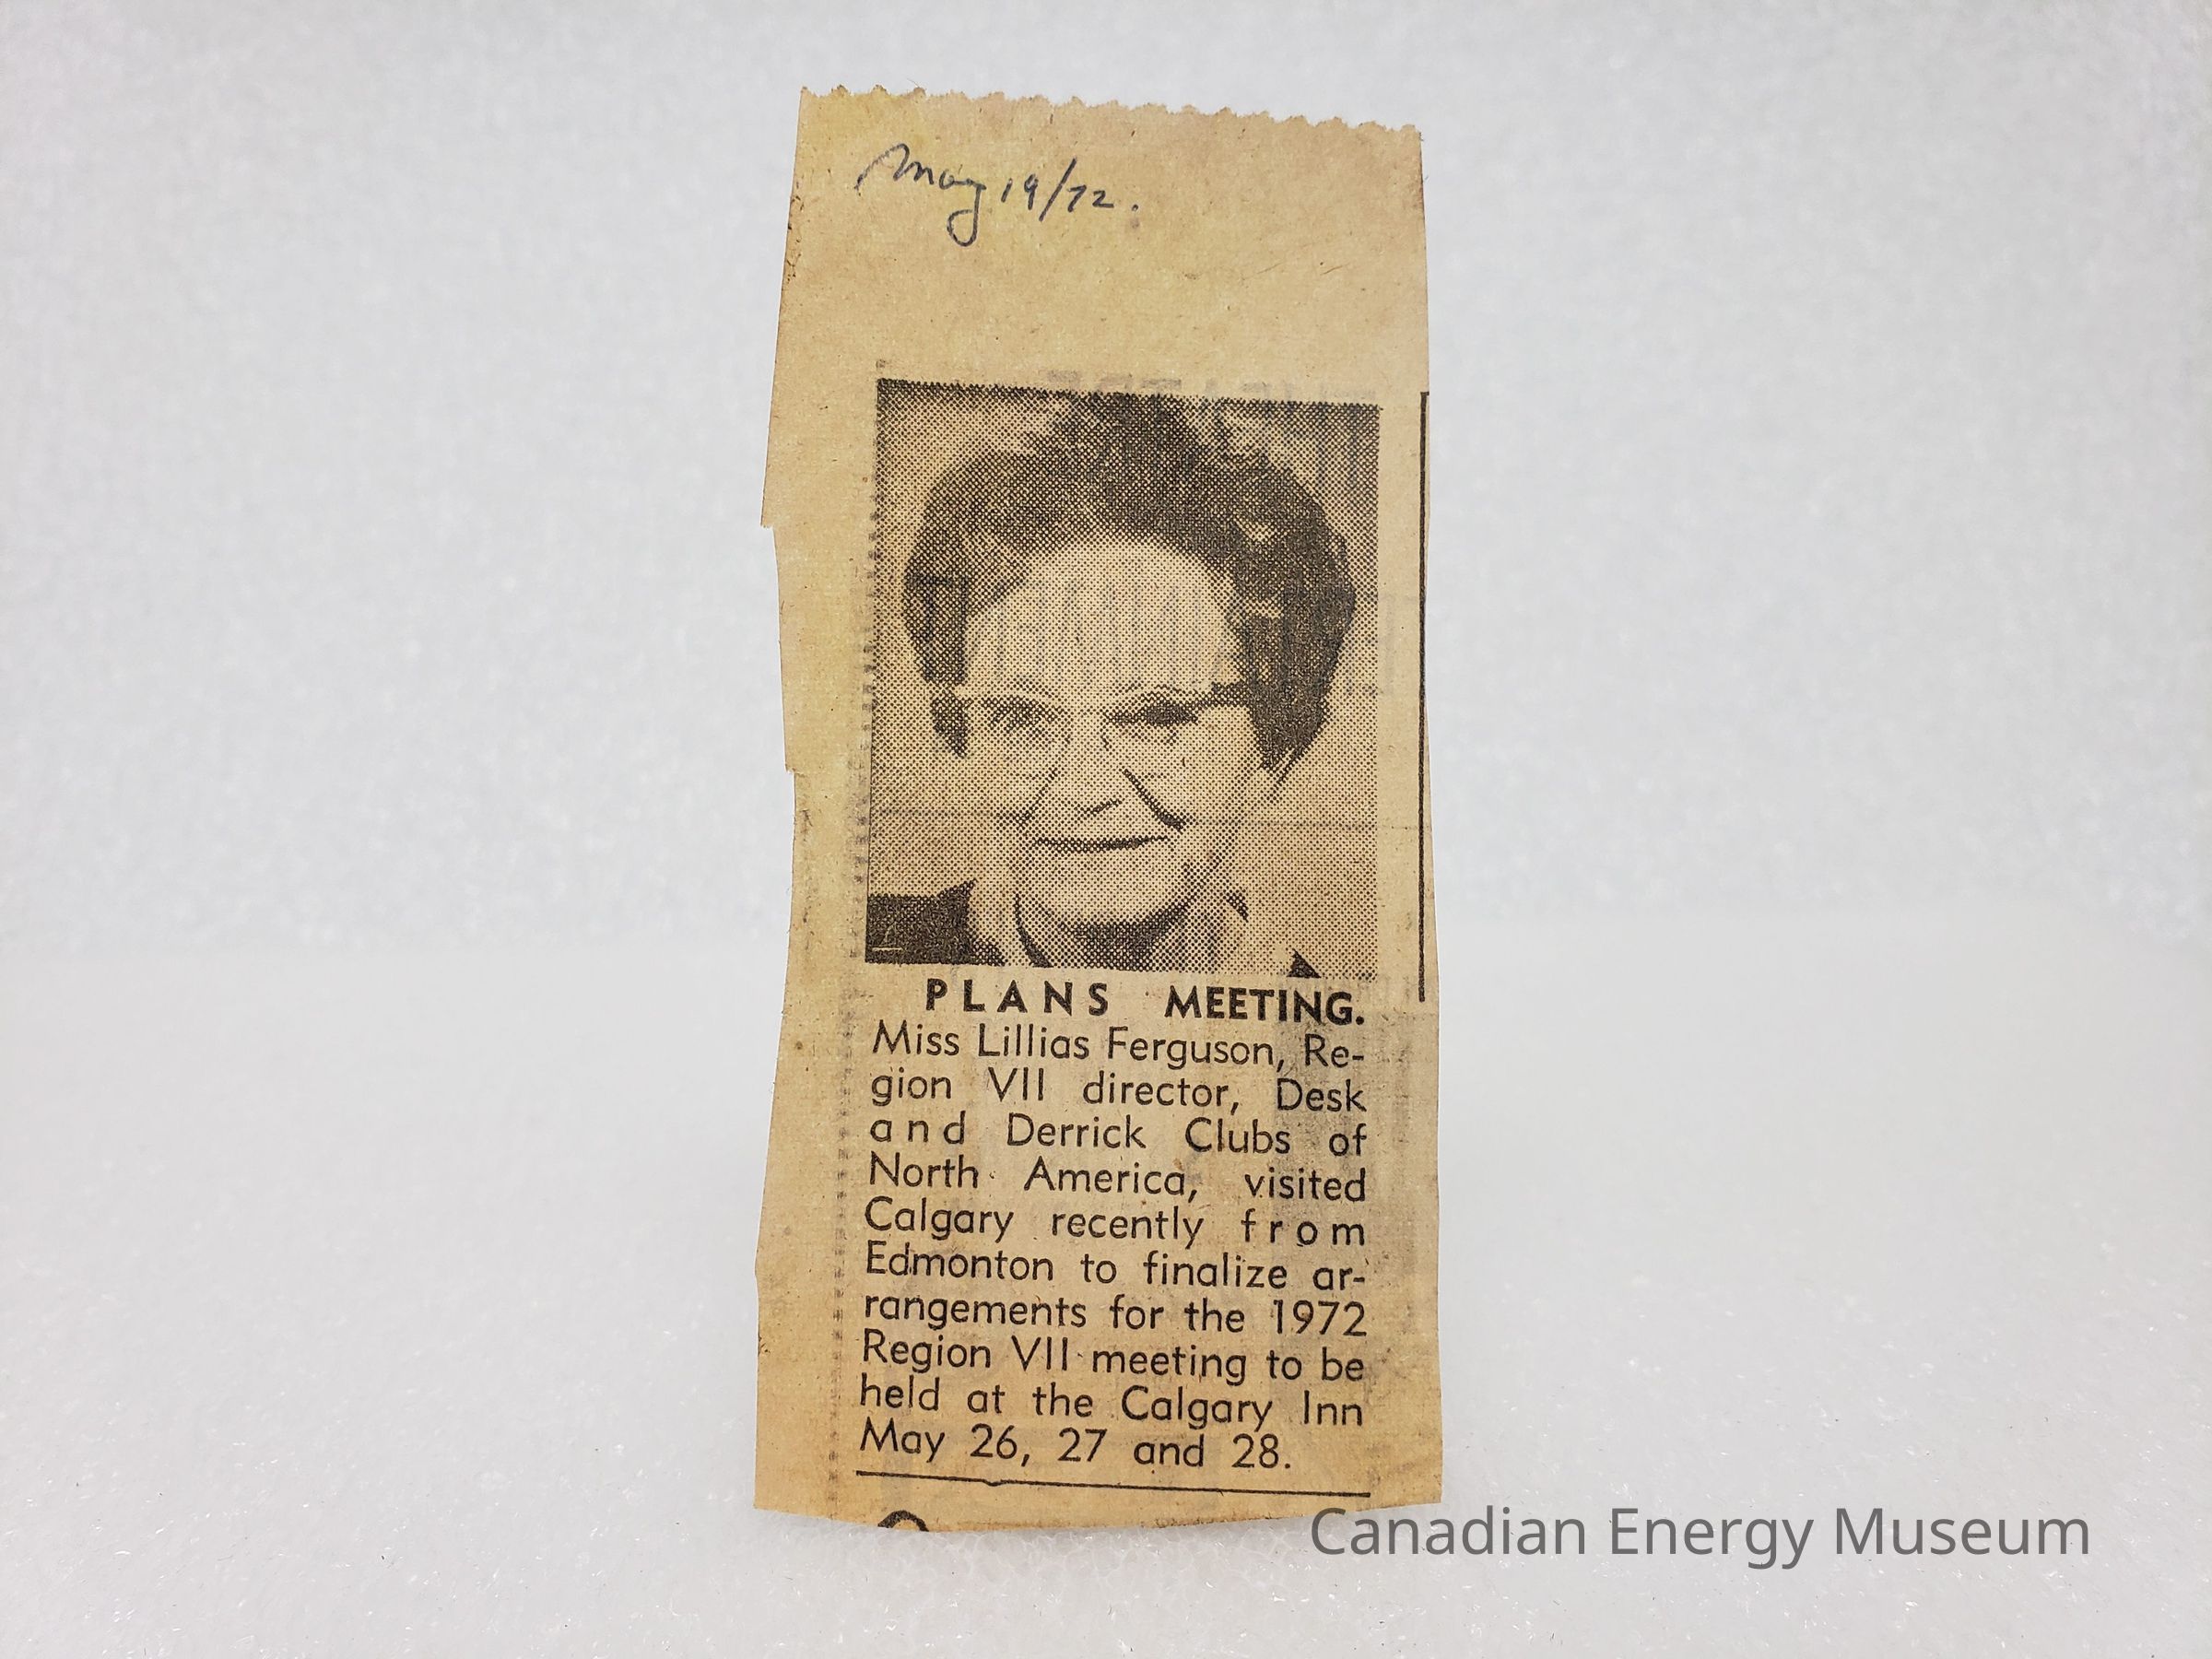 May 19/72.
PLANS MEETING.
Miss Lillias Ferguson, Re-
gion VII director, Desk
and Derrick Clubs of
North America, visited
Calgary recently from
Edmonton to finalize ar-
rangements for the 1972
Region VII meeting to be
held at the Calgary Inn
May 26, 27 and 28.
Canadian Energy Museum